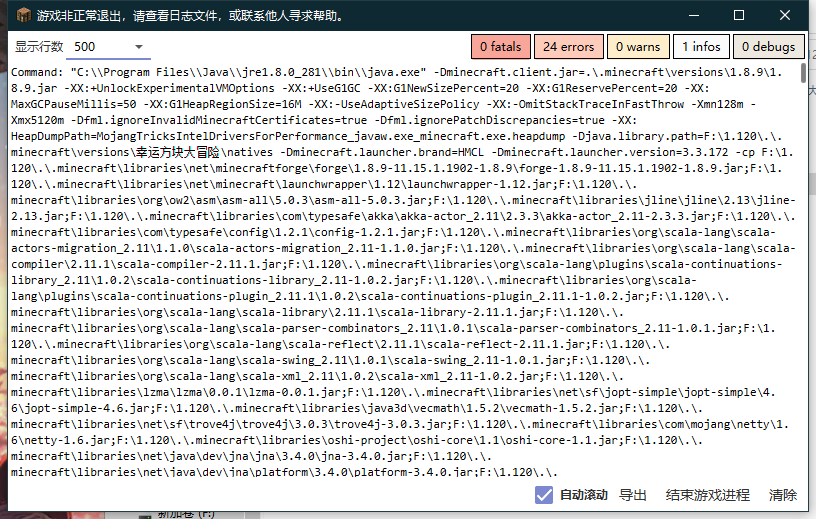 游戏非正常退出，请查看日志文件，或联系他人寻求帮助。
显示行数 500 0 fatals 24 errors 0 warns 1 infos 0 debugs
Command: "C:\\Program Files\\Java\\jre1.8.0_281\\bin\\java.exe" -Dminecraft.client.jar=.\.minecraft\versions\1.8.9\1.
8.9.jar -XX:+UnlockExperimentalVMOptions -XX:+UseG1GC -XX:G1NewSizePercent=20 -XX:G1ReservePercent=20 -XX:
MaxGCPauseMillis=50 -XX:G1HeapRegionSize=16M -XX:-UseAdaptiveSizePolicy -XX:-OmitStackTraceInFastThrow -Xmn128m -
Xmx5120m -Dfml.ignoreInvalidMinecraftCertificates=true -Dfml.ignorePatchDiscrepancies=true -XX:
HeapDumpPath=MojangTricksIntelDriversForPerformance_javaw.exe_minecraft.exe.heapdump -Djava.library.path=F:\1.120\.\.
minecraft\versions\幸运方块大冒险\natives -Dminecraft.launcher.brand=HMCL -Dminecraft.launcher.version=3.3.172 -cp F:\1.
120\.\.minecraft\libraries\net\minecraftforge\forge\1.8.9-11.15.1.1902-1.8.9\forge-1.8.9-11.15.1.1902-1.8.9.jar;F:
\1.120\.\.minecraft\libraries\net\minecraft\launchwrapper\1.12\launchwrapper-1.12.jar;F:\1.120\.\.
minecraft\libraries\org\ow2\asm\asm-all\5.0.3\asm-all-5.0.3.jar;F:\1.120\.\.minecraft\libraries\jline\jline\2.13\jline-
2.13.jar;F:\1.120\.\.minecraft\libraries\com\typesafe\akka\akka-actor_2.11\2.3.3\akka-actor_2.11-2.3.3.jar;F:\1.120\.\.
minecraft\libraries\com\typesafe\config\1.2.1\config-1.2.1.jar;F:\1.120\.\.minecraft\libraries\org\scala-lang\scala-
actors-migration_2.11\1.1.0\scala-actors-migration_2.11-1.1.0.jar;F:\1.120\.\.minecraft\libraries\org\scala-lang\scala-
compiler\2.11.1\scala-compiler-2.11.1.jar;F:\1.120\.\.minecraft\libraries\org\scala-lang\plugins\scala-continuations-
library_2.11\1.0.2\scala-continuations-library_2.11-1.0.2.jar;F:\1.120\.\.minecraft\libraries\org\scala-
lang\plugins\scala-continuations-plugin_2.11.1\1.0.2\scala-continuations-plugin_2.11.1-1.0.2.jar;F:\1.120\.\.
minecraft\libraries\org\scala-lang\scala-library\2.11.1\scala-library-2.11.1.jar;F:\1.120\.\.
minecraft\libraries\org\scala-lang\scala-parser-combinators_2.11\1.0.1\scala-parser-combinators_2.11-1.0.1.jar;F:\1.1
20\.\.minecraft\libraries\org\scala-lang\scala-reflect\2.11.1\scala-reflect-2.11.1.jar;F:\1.120\.\.
minecraft\libraries\org\scala-lang\scala-swing_2.11\1.0.1\scala-swing_2.11-1.0.1.jar;F:\1.120\.\.
minecraft\libraries\org\scala-lang\scala-xml_2.11\1.0.2\scala-xml_2.11-1.0.2.jar;F:\1.120\.\.
minecraft\libraries\lzma\lzma\0.0.1\lzma-0.0.1.jar;F:\1.120\.\.minecraft\libraries\net\sf\jopt-simple\jopt-simple\4.
6\jopt-simple-4.6.jar;F:\1.120\.\.minecraft\libraries\java3d\vecmath\1.5.2\vecmath-1.5.2.jar;F:\1.120\.\.
minecraft\libraries\net\sf\trove4j\trove4j\3.0.3\trove4j-3.0.3.jar;F:\1.120\.\.minecraft\libraries\com\mojang\netty\1.
6\netty-1.6.jar;F:\1.120\.\.minecraft\libraries\oshi-project\oshi-core\1.1\oshi-core-1.1.jar;F:\1.120\.\.
minecraft\libraries\net\java\dev\jna\jna\3.4.0\jna-3.4.0.jar;F:\1.120\.\.
minecraft\libraries\net\java\dev\jna\platform\3.4.0\platform-3.4.0.jar;F:\1.120\.\.
自动滚动 导出 结束游戏进程 清除